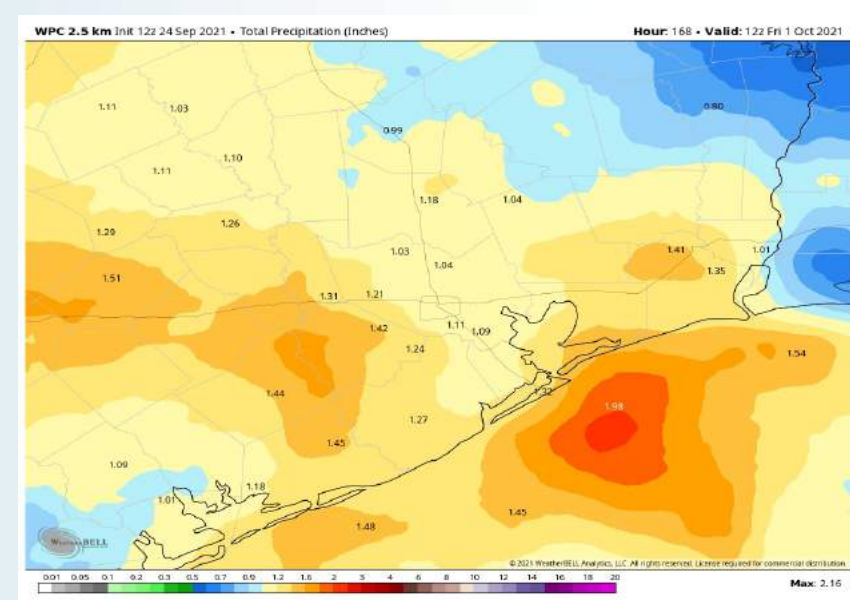 WPC 2.5 km Init 12z 24 Sep 2021 • Total Precipitation (Inches) Hour: 168 • Valid: 12z Fri 1 Oct 2021
1.11 1.03 0.80
0.99
1.11 1.10
1.18 1.04
1.29 1.26
1.03 1.04 1.41 1.01
1.51 1.35
1.31 1.21
1.42 1.11 1.09
1.24 1.54
1.44 1.32
1.27 1.98
1.45
1.09
1.01 1.18
1.48 1.45
WeatherBELL
© 2021 WeatherBELL Analytics, LLC. All rights reserved. License required for commercial distribution.
0.01 0.05 0.1 0.2 0.3 0.5 0.7 0.9 1.2 1.6 2 3 4 6 8 10 12 14 16 18 20
Max: 2.16